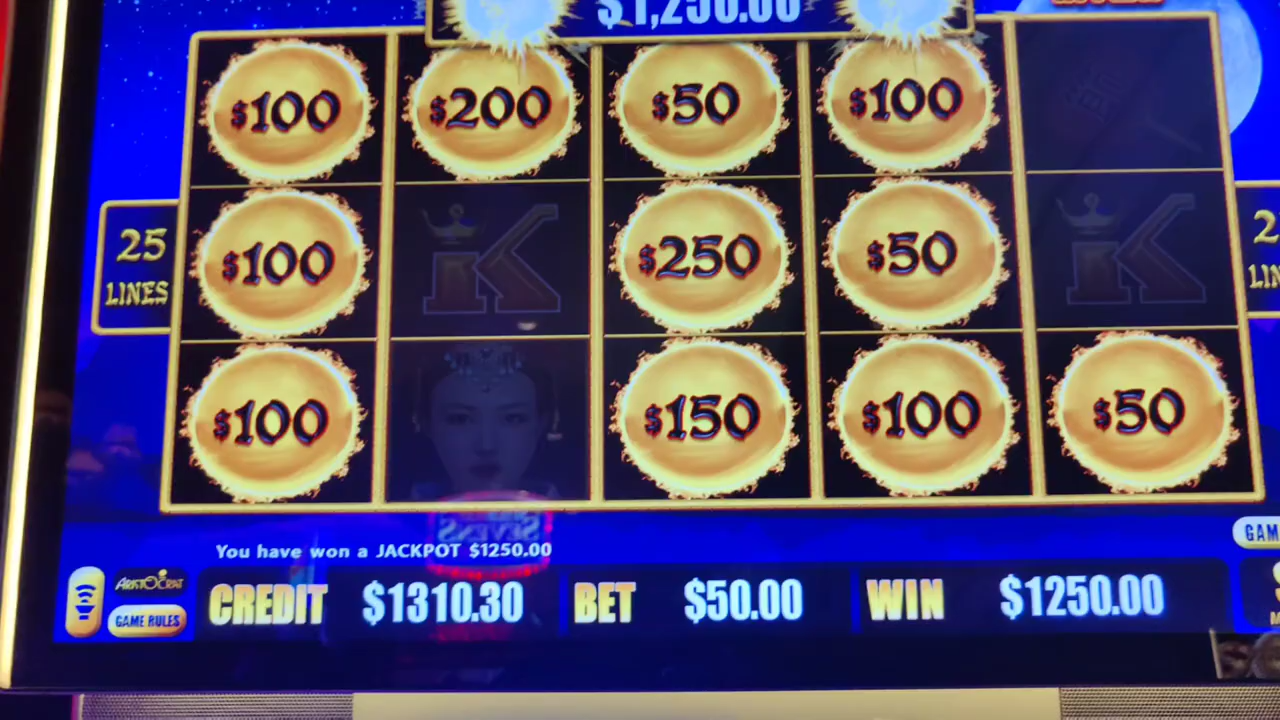 $1,250.00
$100 $200 $50 $100
$100 K $250 $50 K
25
LINES
$100 $150 $100 $50
You have won a JACKPOT $1250.00
ARISTOCRAT
GAME RULES
CREDIT $1310.30 BET $50.00 WIN $1250.00